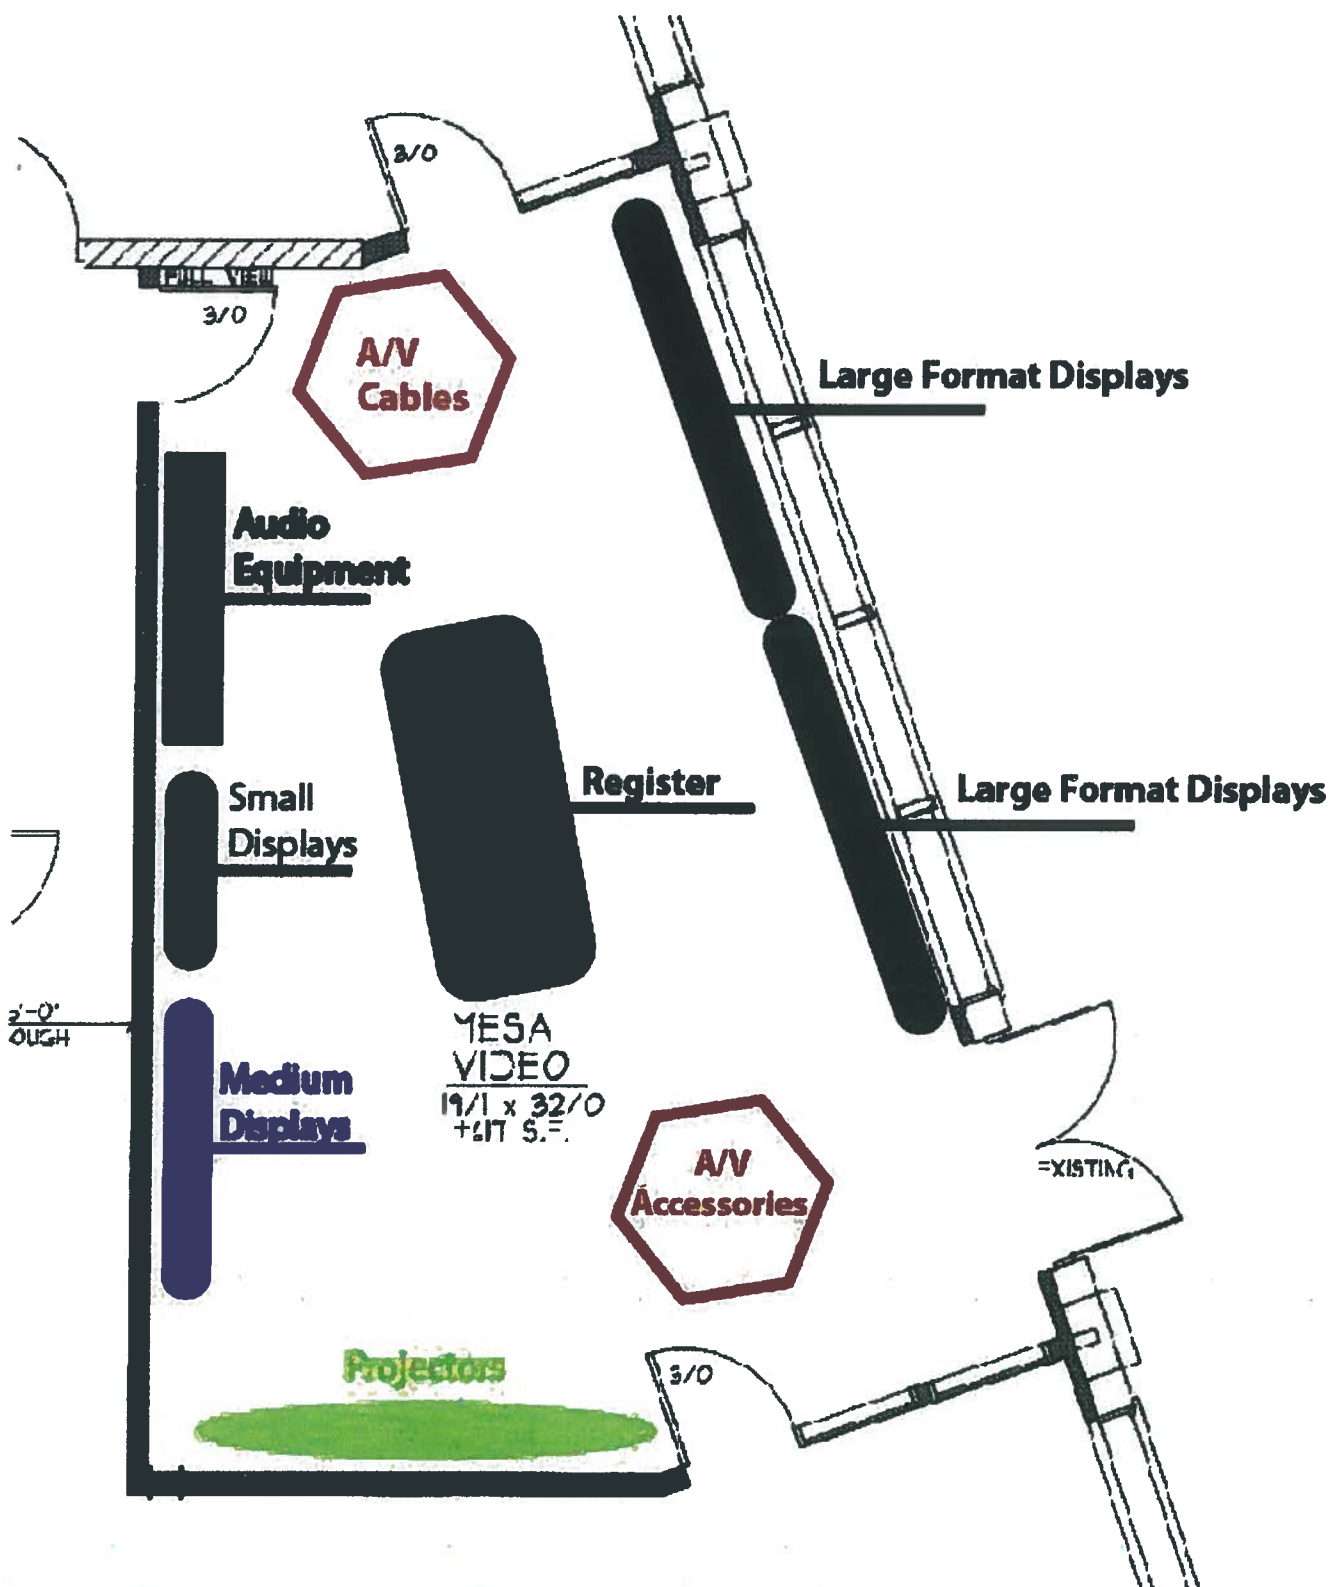 3/0
FULL VIEW
3/0
A/V
Cables
Large Format Displays
Audio
Equipment
Register
Large Format Displays
Small
Displays
MESA
VIDEO
19/1 x 32/0
Medium
Displays
A/V
Accessories
EXISTING
Projectors
3/0